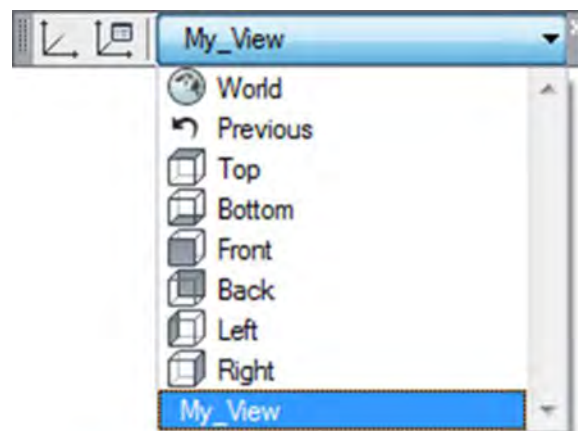 My_View
World
Previous
Top
Bottom
Front
Back
Left
Right
My_View